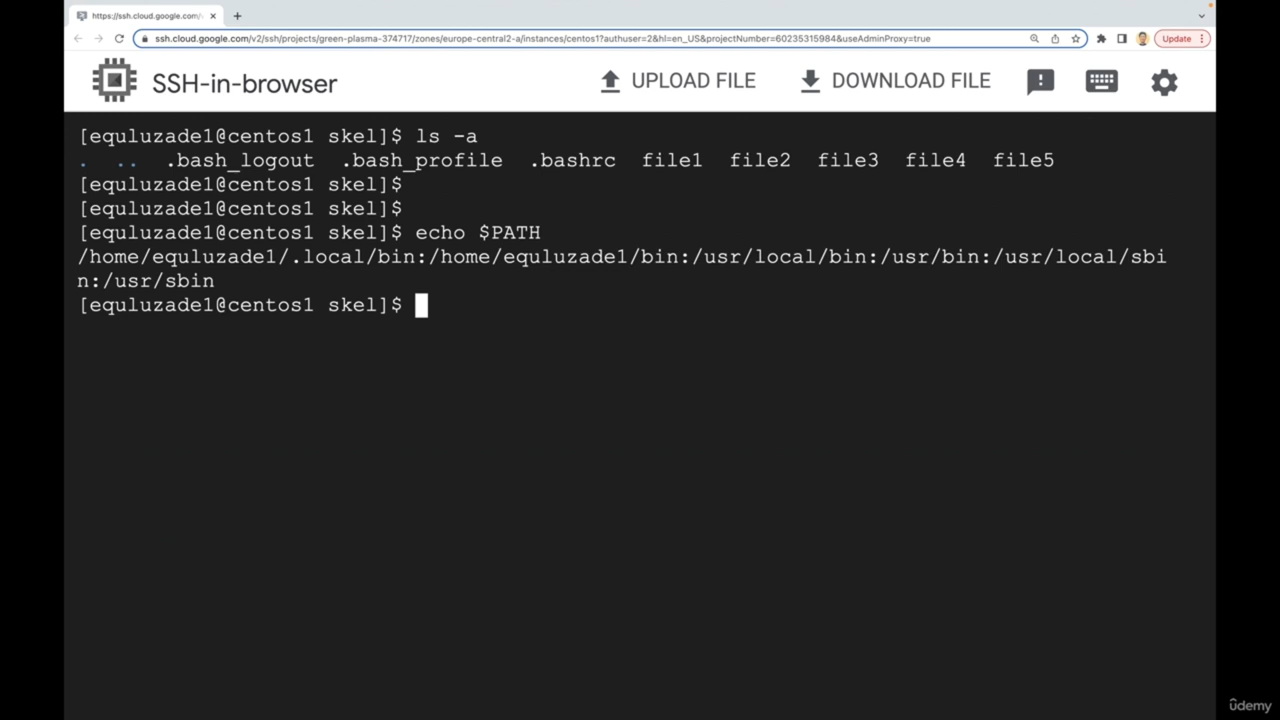 https://ssh.cloud.google.com/v
ssh.cloud.google.com/v2/ssh/projects/green-plasma-374717/zones/europe-central2-a/instances/centos1?authuser=2&hl=en_US&projectNumber=60235315984&useAdminProxy=true
Update
SSH-in-browser
UPLOAD FILE
DOWNLOAD FILE
[equluzade1@centos1 skel]$ ls -a
. .. .bash_logout .bash_profile .bashrc file1 file2 file3 file4 file5
[equluzade1@centos1 skel]$
[equluzade1@centos1 skel]$
[equluzade1@centos1 skel]$ echo $PATH
/home/equluzade1/.local/bin:/home/equluzade1/bin:/usr/local/bin:/usr/bin:/usr/local/sbi
n:/usr/sbin
[equluzade1@centos1 skel]$
ûdemy